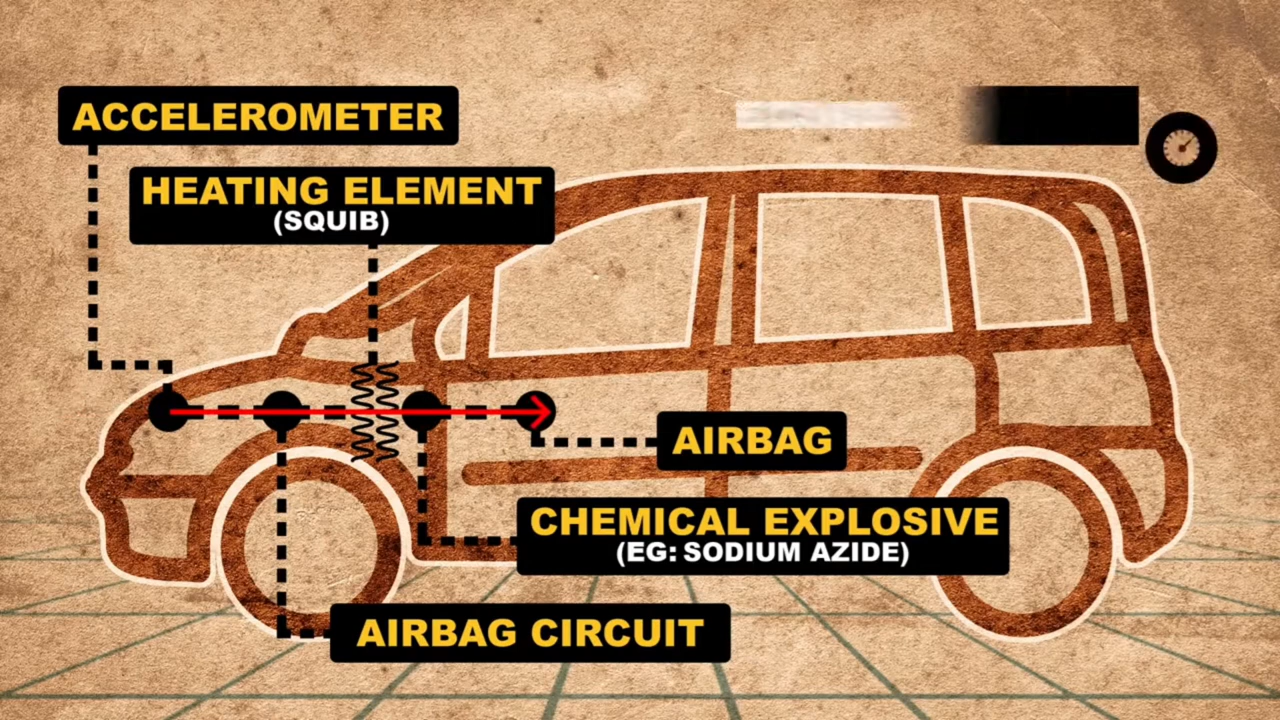 ACCELEROMETER
HEATING ELEMENT
(SQUIB)
AIRBAG
CHEMICAL EXPLOSIVE
(EG: SODIUM AZIDE)
AIRBAG CIRCUIT